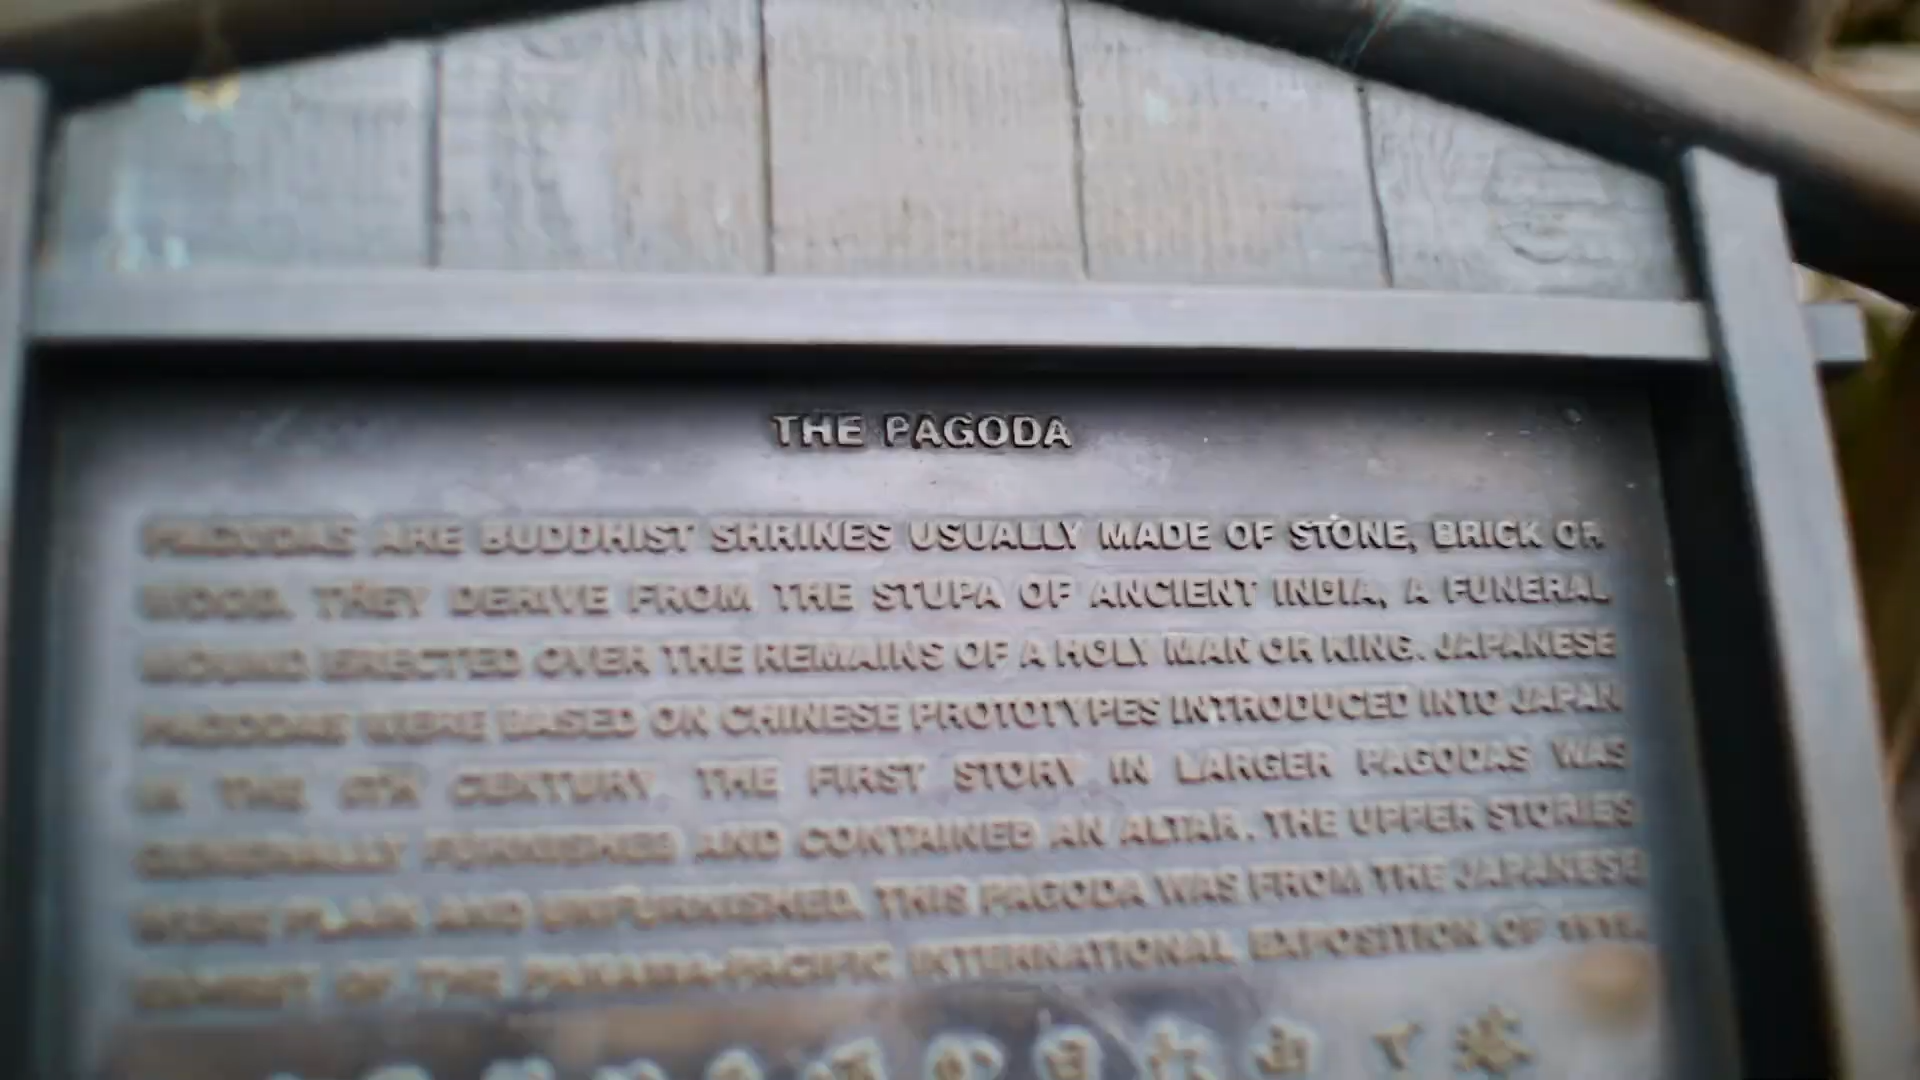 THE PAGODA
PAGODAS ARE BUDDHIST SHRINES USUALLY MADE OF STONE, BRICK OR
WOOD. THEY DERIVE FROM THE STUPA OF ANCIENT INDIA, A FUNERAL
MOUND ERECTED OVER THE REMAINS OF A HOLY MAN OR KING. JAPANESE
PAGODAS WERE BASED ON CHINESE PROTOTYPES INTRODUCED INTO JAPAN
IN THE CENTURY. THE FIRST STORY IN LARGER PAGODAS WAS
GENERALLY FURNISHED AND CONTAINED AN ALTAR. THE UPPER STORIES
WERE PLAIN AND UNFURNISHED. THIS PAGODA WAS FROM THE JAPANESE
EXHIBIT OF THE PANAMA-PACIFIC INTERNATIONAL EXPOSITION OF